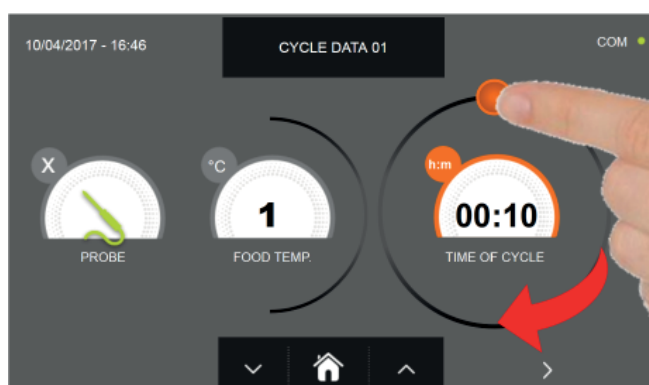 10/04/2017 - 16:46
CYCLE DATA 01
COM
X
°C
h:m
1
00:10
PROBE
FOOD TEMP.
TIME OF CYCLE